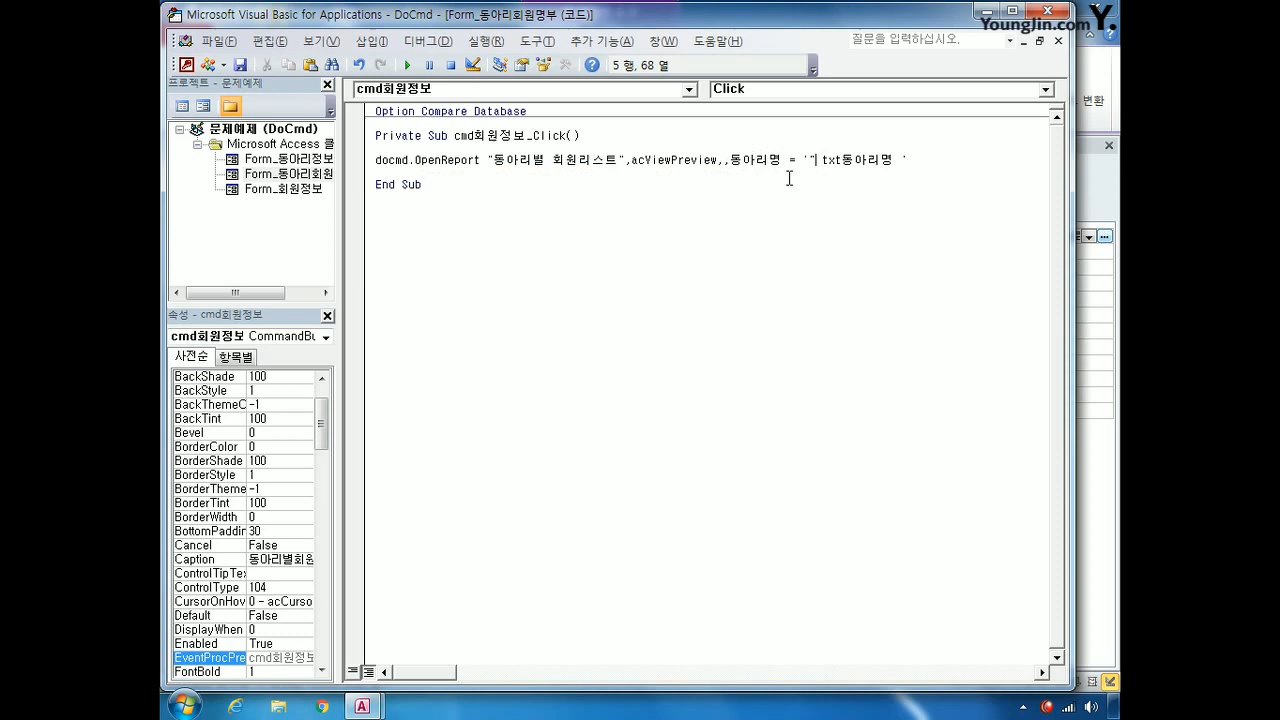 Microsoft Visual Basic for Applications - DoCmd - [Form_동아리회원명부 (코드)]
YoungJin.com Y.
파일(F) 편집(E) 보기(V) 삽입(I) 디버그(D) 실행(R) 도구(T) 추가 기능(A) 창(W) 도움말(H) 질문을 입력하십시오.
5 행, 68 열
프로젝트 - 문제예제
cmd회원정보 Click
변환
Option Compare Database
Private Sub cmd회원정보_Click()
docmd.OpenReport "동아리별 회원리스트",acViewPreview,,동아리명 = '" txt동아리명 '
End Sub
문제예제 (DoCmd)
Microsoft Access 클
Form_동아리정보
Form_동아리회원
Form_회원정보
속성 - cmd회원정보
cmd회원정보 CommandBu
사전순 항목별
BackShade 100
BackStyle 1
BackThemeC -1
BackTint 100
Bevel 0
BorderColor 0
BorderShade 100
BorderStyle 1
BorderTheme -1
BorderTint 100
BorderWidth 0
BottomPaddin 30
Cancel False
Caption 동아리별회원
ControlTipTe
ControlType 104
CursorOnHov 0 - acCurso
Default False
DisplayWhen 0
Enabled True
EventProcPre cmd회원정보
FontBold 1